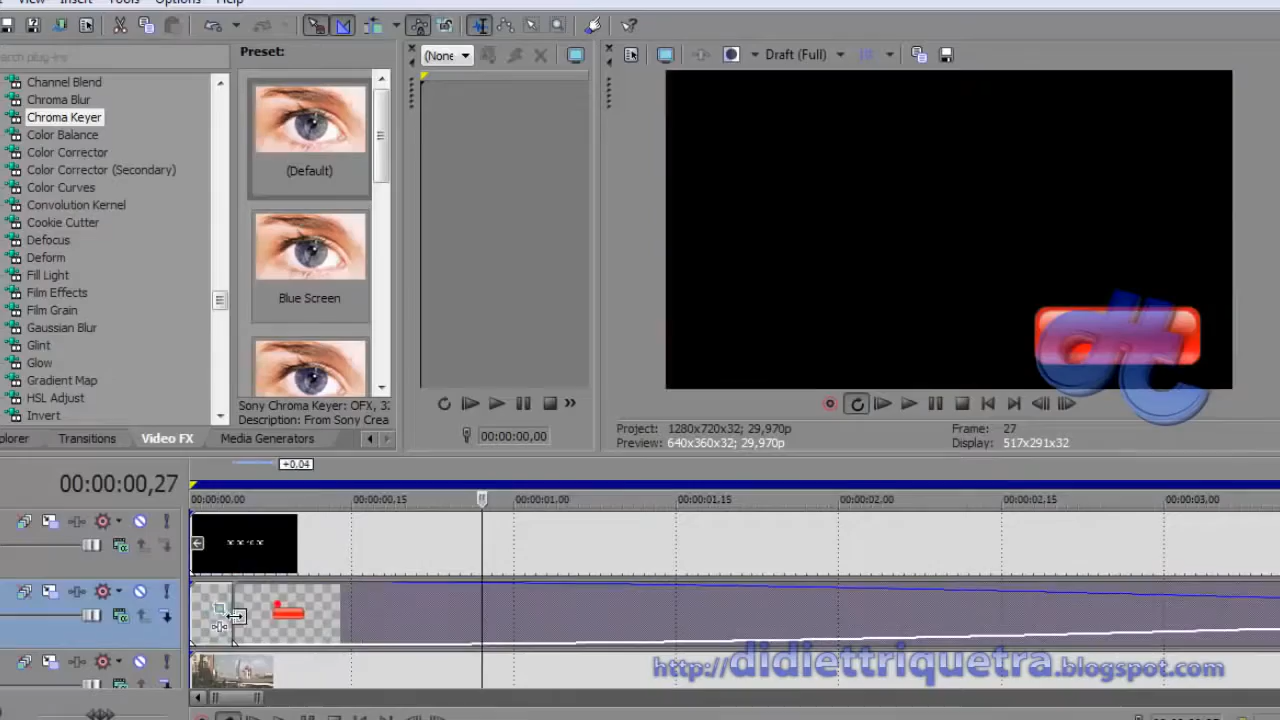 View Insert Tools Options Help
earch plug-ins
Preset:
(None
Draft (Full)
Channel Blend
Chroma Blur
Chroma Keyer
Color Balance
Color Corrector
Color Corrector (Secondary)
Color Curves
Convolution Kernel
Cookie Cutter
Defocus
Deform
Fill Light
Film Effects
Film Grain
Gaussian Blur
Glint
Glow
Gradient Map
HSL Adjust
Invert
(Default)
Blue Screen
Sony Chroma Keyer: OFX, 32
Description: From Sony Crea
plorer Transitions Video FX Media Generators
00:00:00,00
Project: 1280x720x32; 29,970p
Preview: 640x360x32; 29,970p
Frame: 27
Display: 517x291x32
dtc
+0,04
00:00:00,27
00:00:00,00 00:00:00,15 00:00:01,00 00:00:01,15 00:00:02,00 00:00:02,15 00:00:03,00
http://didiettriquetra.blogspot.com